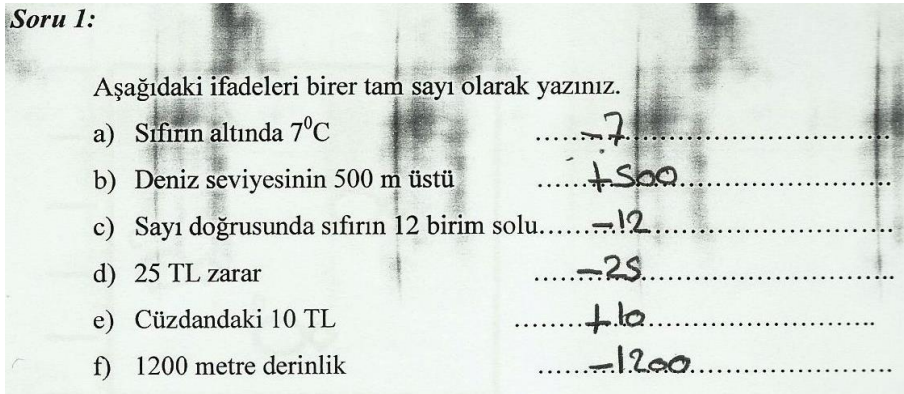 Soru 1:
Aşağıdaki ifadeleri birer tam sayı olarak yazınız.
a) Sıfırın altında 7⁰C ......-7..............................
b) Deniz seviyesinin 500 m üstü ......+500........................
c) Sayı doğrusunda sıfırın 12 birim solu......-12...........................
d) 25 TL zarar ......-25............................
e) Cüzdandaki 10 TL ........+10..........................
f) 1200 metre derinlik ......-1200.......................